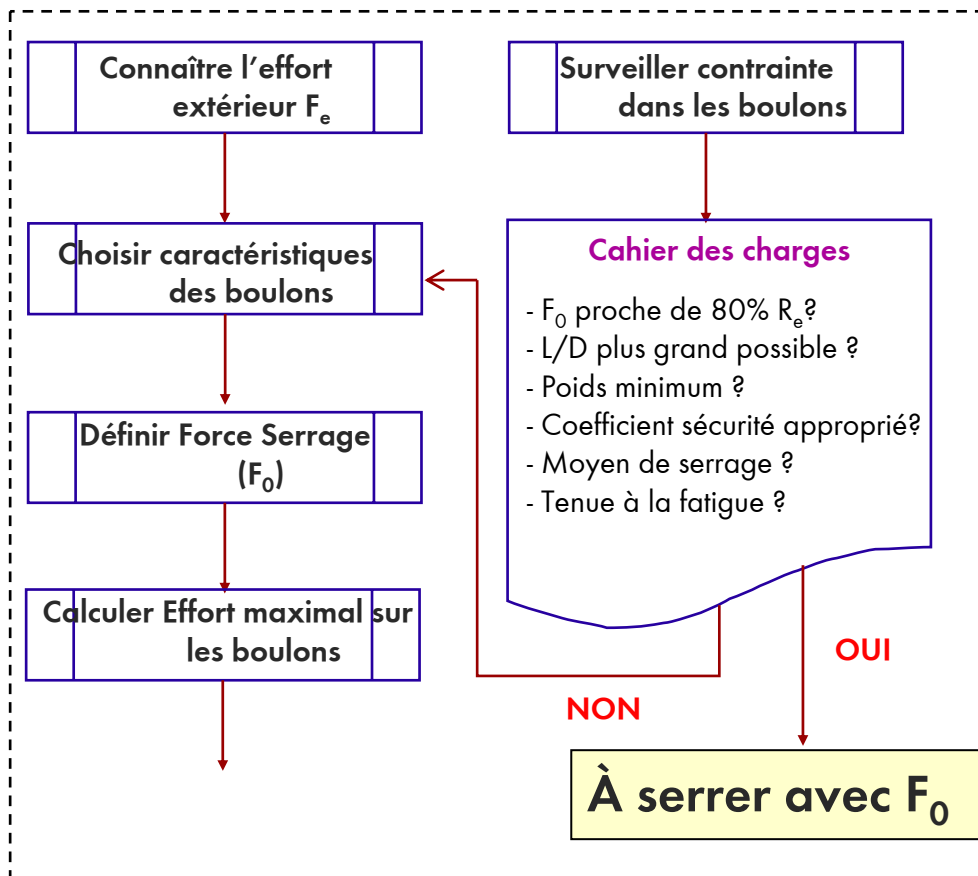 Connaître l'effort
extérieur Fₑ
Choisir caractéristiques
des boulons
Définir Force Serrage
(F₀)
Calculer Effort maximal sur
les boulons
Surveiller contrainte
dans les boulons
Cahier des charges
- F₀ proche de 80% Rₑ?
- L/D plus grand possible ?
- Poids minimum ?
- Coefficient sécurité approprié?
- Moyen de serrage ?
- Tenue à la fatigue ?
OUI
NON
À serrer avec F₀